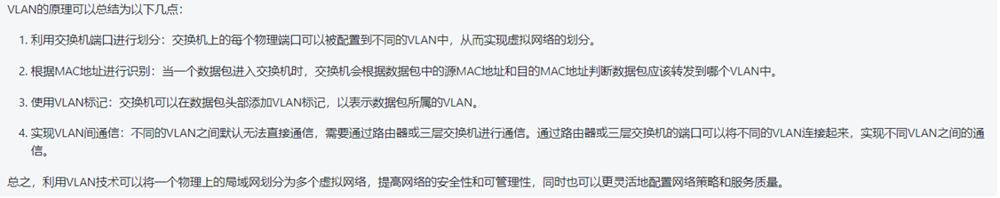 VLAN的原理可以总结为以下几点：
1. 利用交换机端口进行划分：交换机上的每个物理端口可以被配置到不同的VLAN中，从而实现虚拟网络的划分。
2. 根据MAC地址进行识别：当一个数据包进入交换机时，交换机会根据数据包中的源MAC地址和目的MAC地址判断数据包应该转发到哪个VLAN中。
3. 使用VLAN标记：交换机可以在数据包头部添加VLAN标记，以表示数据包所属的VLAN。
4. 实现VLAN间通信：不同的VLAN之间默认无法直接通信，需要通过路由器或三层交换机进行通信。通过路由器或三层交换机的端口可以将不同的VLAN连接起来，实现不同VLAN之间的通
信。
总之，利用VLAN技术可以将一个物理上的局域网划分为多个虚拟网络，提高网络的安全性和可管理性，同时也可以更灵活地配置网络策略和服务质量。